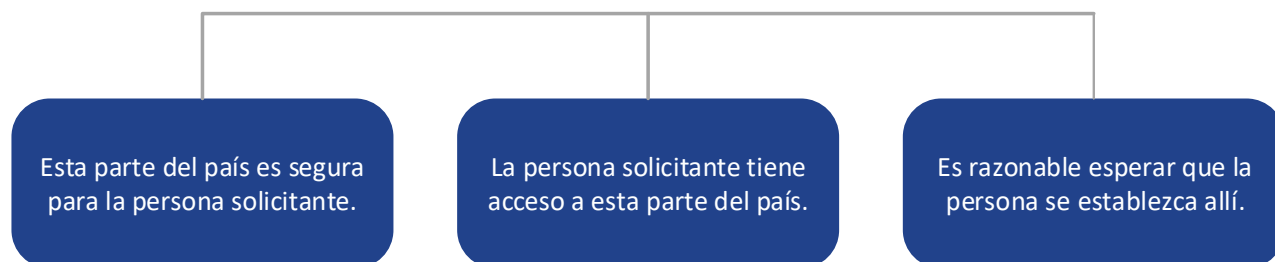 Esta parte del país es segura
para la persona solicitante.
La persona solicitante tiene
acceso a esta parte del país.
Es razonable esperar que la
persona se establezca allí.